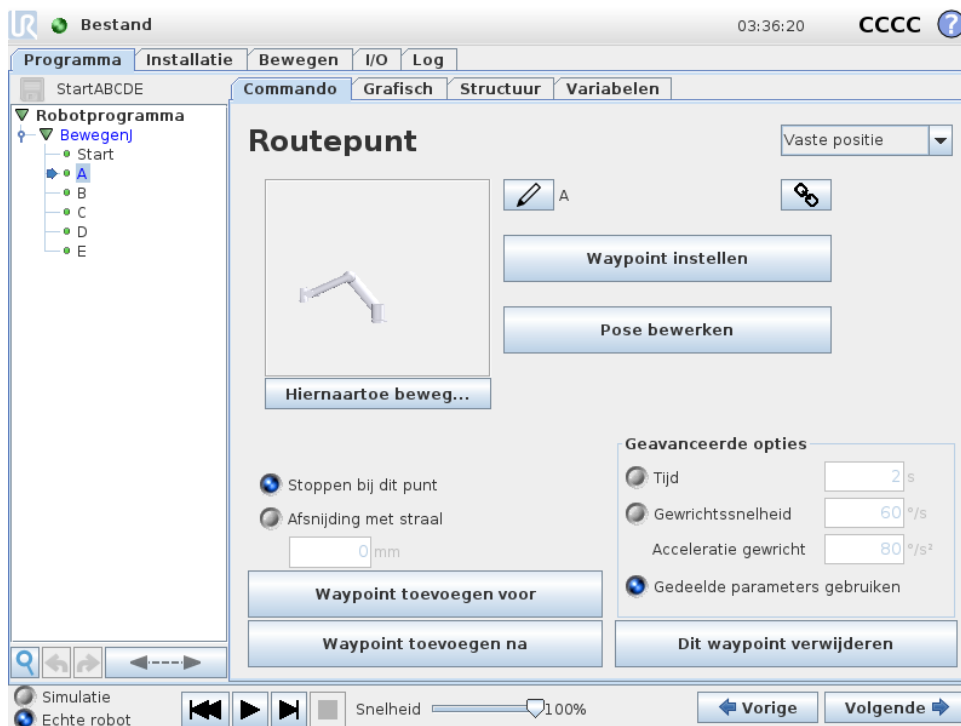 UR Bestand 03:36:20 CCCC ?
Programma Installatie Bewegen I/O Log
StartABCDE Commando Grafisch Structuur Variabelen
Robotprogramma
BewegenJ
Start
A
B
C
D
E
Routepunt Vaste positie
A
Waypoint instellen
Pose bewerken
Hiernaartoe beweg...
Stoppen bij dit punt
Afsnijding met straal
0 mm
Geavanceerde opties
Tijd 2 s
Gewrichtssnelheid 60 °/s
Acceleratie gewricht 80 °/s²
Gedeelde parameters gebruiken
Waypoint toevoegen voor
Waypoint toevoegen na Dit waypoint verwijderen
Simulatie
Echte robot
Snelheid 100% Vorige Volgende